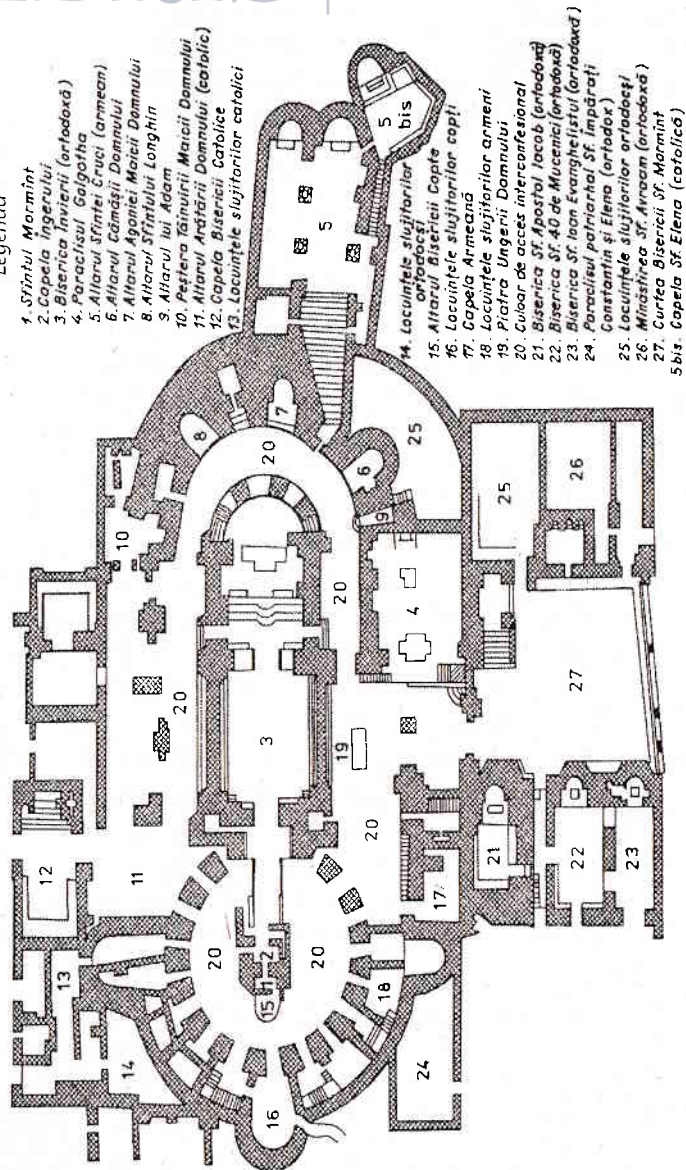 Legenda
1. Sfîntul Mormînt
2. Capela Îngerului
3. Biserica Învierii (ortodoxă)
4. Paraclisul Golgotha
5. Altarul Sfintei Cruci (armean)
6. Altarul Cămășii Domnului
7. Altarul Agoniei Maicii Domnului
8. Altarul Sfîntului Longhin
9. Altarul lui Adam
10. Peștera Tăinuirii Maicii Domnului
11. Altarul Arătării Domnului (catolic)
12. Capela Bisericii Catolice
13. Locuințele slujitorilor catolici
14. Locuințele slujitorilor
ortodocși
15. Altarul Bisericii Copte
16. Locuințele slujitorilor copți
17. Capela Armeană
18. Locuințele slujitorilor armeni
19. Piatra Ungerii Domnului
20. Culoar de acces interconfesional
21. Biserica Sf. Apostol Iacob (ortodoxă)
22. Biserica Sf. 40 de Mucenici (ortodoxă)
23. Biserica Sf. Ioan Evanghelistul (ortodoxă)
24. Paraclisul patriarhal Sf. Împărați
Constantin și Elena (ortodox)
25. Locuințele slujitorilor ortodocși
26. Mînăstirea Sf. Avraam (ortodoxă)
27. Curtea Bisericii Sf. Mormînt
5 bis. Capela Sf. Elena (catolică)
5
bis
5
8
7
20
6
25
9
10
25
26
20
4
20
3
19
27
12
11
20
17
21
22
23
13
20
20
2
1
15
18
14
16
24